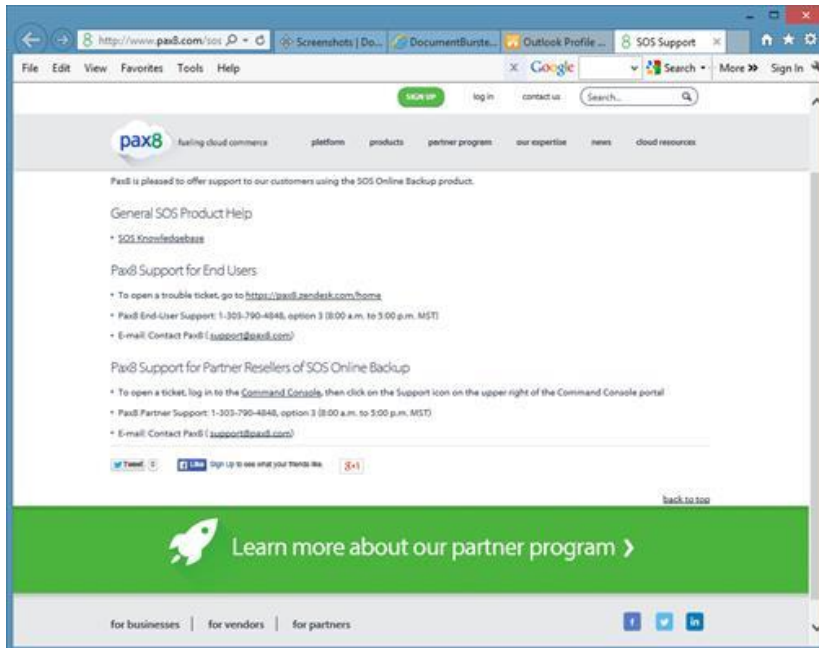 http://www.pax8.com/sos
Screenshots | Do...
DocumentBurste...
Outlook Profile ...
SOS Support
File Edit View Favorites Tools Help
Google
Search
More »
Sign In
SIGN UP
log in
contact us
Search...
pax8
fueling cloud commerce
platform
products
partner program
our expertise
news
cloud resources
Pax8 is pleased to offer support to our customers using the SOS Online Backup product.
General SOS Product Help
• SOS Knowledgebase
Pax8 Support for End Users
• To open a trouble ticket, go to https://pax8.zendesk.com/home
• Pax8 End-User Support: 1-303-790-4848, option 3 (8:00 a.m. to 5:00 p.m. MST)
• E-mail: Contact Pax8 (support@pax8.com)
Pax8 Support for Partner Resellers of SOS Online Backup
• To open a ticket, log in to the Command Console, then click on the Support icon on the upper right of the Command Console portal
• Pax8 Partner Support: 1-303-790-4848, option 3 (8:00 a.m. to 5:00 p.m. MST)
• E-mail: Contact Pax8 (support@pax8.com)
Tweet 0
Like
Sign Up to see what your friends like.
g+1
back to top
Learn more about our partner program ❯
for businesses | for vendors | for partners
f
in